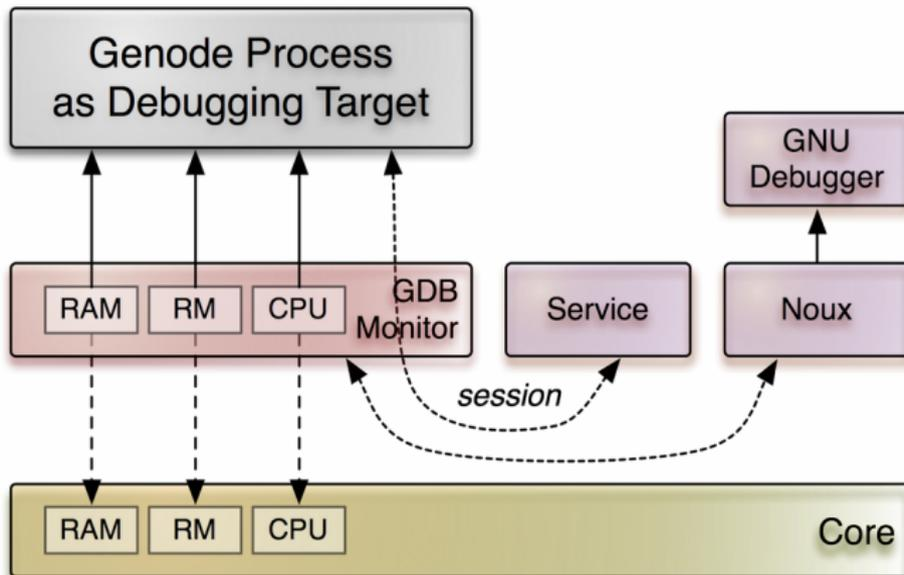 Genode Process
as Debugging Target
GNU
Debugger
RAM
RM
CPU
GDB
Monitor
Service
Noux
session
RAM
RM
CPU
Core